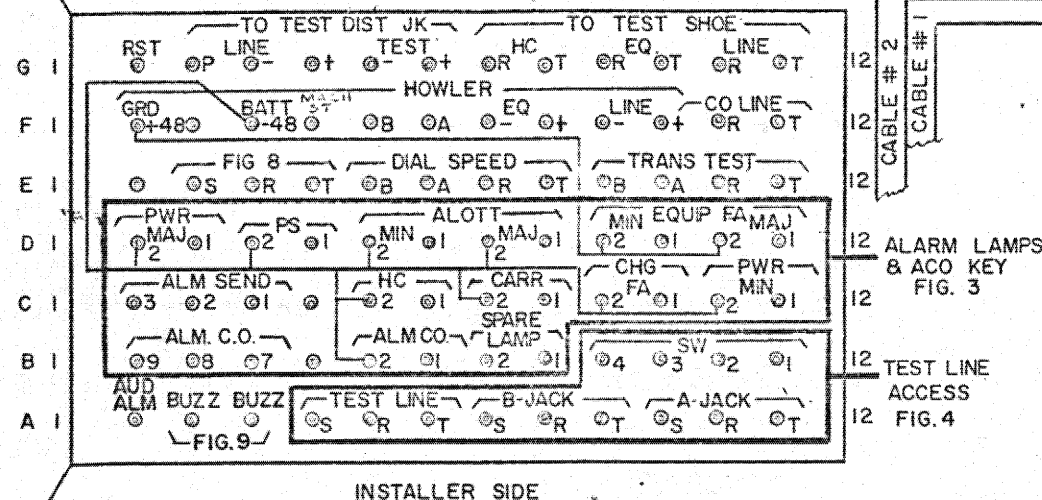 TO TEST DIST JK TO TEST SHOE
RST LINE TEST HC EQ. LINE
G 1 P - + - + R T R T R T 12
HOWLER
GRD BATT MACH ST EQ LINE CO LINE
F 1 +48 -48 B A - + - + R T 12
FIG 8 DIAL SPEED TRANS TEST
E 1 S R T B A R T B A R T 12
PWR PS ALOTT EQUIP FA
MAJ MIN MAJ MIN MAJ
D 1 2 1 2 1 2 1 2 1 2 1 2 1 12
ALM SEND HC CARR CHG FA PWR MIN
C 1 3 2 1 2 1 2 1 2 1 2 1 12
ALM. C.O. ALM CO SPARE LAMP SW
B 1 9 8 7 2 1 2 1 4 3 2 1 12
AUD ALM BUZZ BUZZ TEST LINE B-JACK A-JACK
A 1 S R T S R T S R T 12
FIG.9
INSTALLER SIDE
CABLE # 2
CABLE # 1
ALARM LAMPS
& ACO KEY
FIG. 3
TEST LINE
ACCESS
FIG. 4